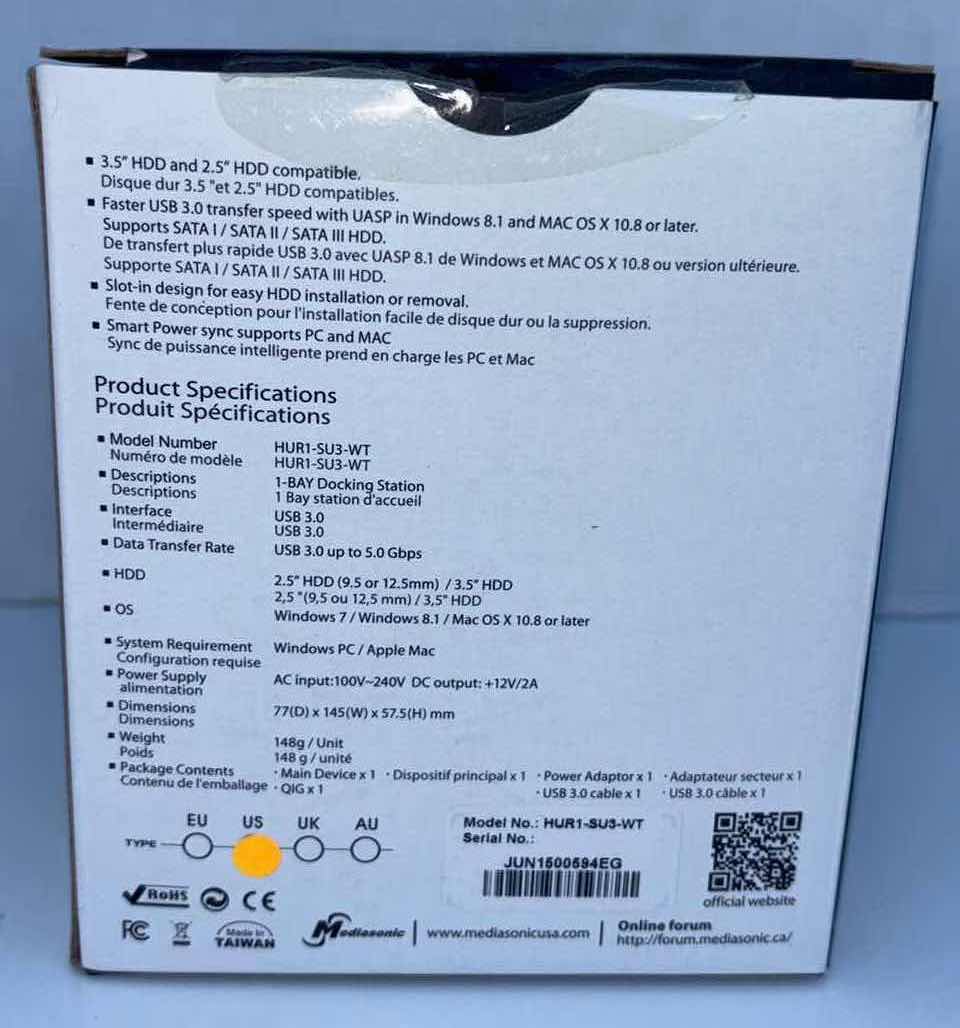 ▪ 3.5" HDD and 2.5" HDD compatible.
Disque dur 3.5 "et 2.5" HDD compatibles.
▪ Faster USB 3.0 transfer speed with UASP in Windows 8.1 and MAC OS X 10.8 or later.
Supports SATA I / SATA II / SATA III HDD.
De transfert plus rapide USB 3.0 avec UASP 8.1 de Windows et MAC OS X 10.8 ou version ultérieure.
Supporte SATA I / SATA II / SATA III HDD.
▪ Slot-in design for easy HDD installation or removal.
Fente de conception pour l'installation facile de disque dur ou la suppression.
▪ Smart Power sync supports PC and MAC
Sync de puissance intelligente prend en charge les PC et Mac
Product Specifications
Produit Spécifications
▪ Model Number HUR1-SU3-WT
Numéro de modèle HUR1-SU3-WT
▪ Descriptions 1-BAY Docking Station
Descriptions 1 Bay station d'accueil
▪ Interface USB 3.0
Intermédiaire USB 3.0
▪ Data Transfer Rate USB 3.0 up to 5.0 Gbps
▪ HDD 2.5" HDD (9.5 or 12.5mm) / 3.5" HDD
2,5 "(9,5 ou 12,5 mm) / 3,5" HDD
▪ OS Windows 7 / Windows 8.1 / Mac OS X 10.8 or later
▪ System Requirement Windows PC / Apple Mac
Configuration requise
▪ Power Supply AC input:100V~240V DC output: +12V/2A
alimentation
▪ Dimensions 77(D) x 145(W) x 57.5(H) mm
Dimensions
▪ Weight 148g / Unit
Poids 148 g / unité
▪ Package Contents · Main Device x 1 · Dispositif principal x 1 · Power Adaptor x 1 · Adaptateur secteur x 1
Contenu de l'emballage · QIG x 1 · USB 3.0 cable x 1 · USB 3.0 câble x 1
EU US UK AU
TYPE
Model No.: HUR1-SU3-WT
Serial No.:
JUN1500594EG
official website
RoHS CE
FC Made in
TAIWAN
Mediasonic | www.mediasonicusa.com | Online forum
http://forum.mediasonic.ca/